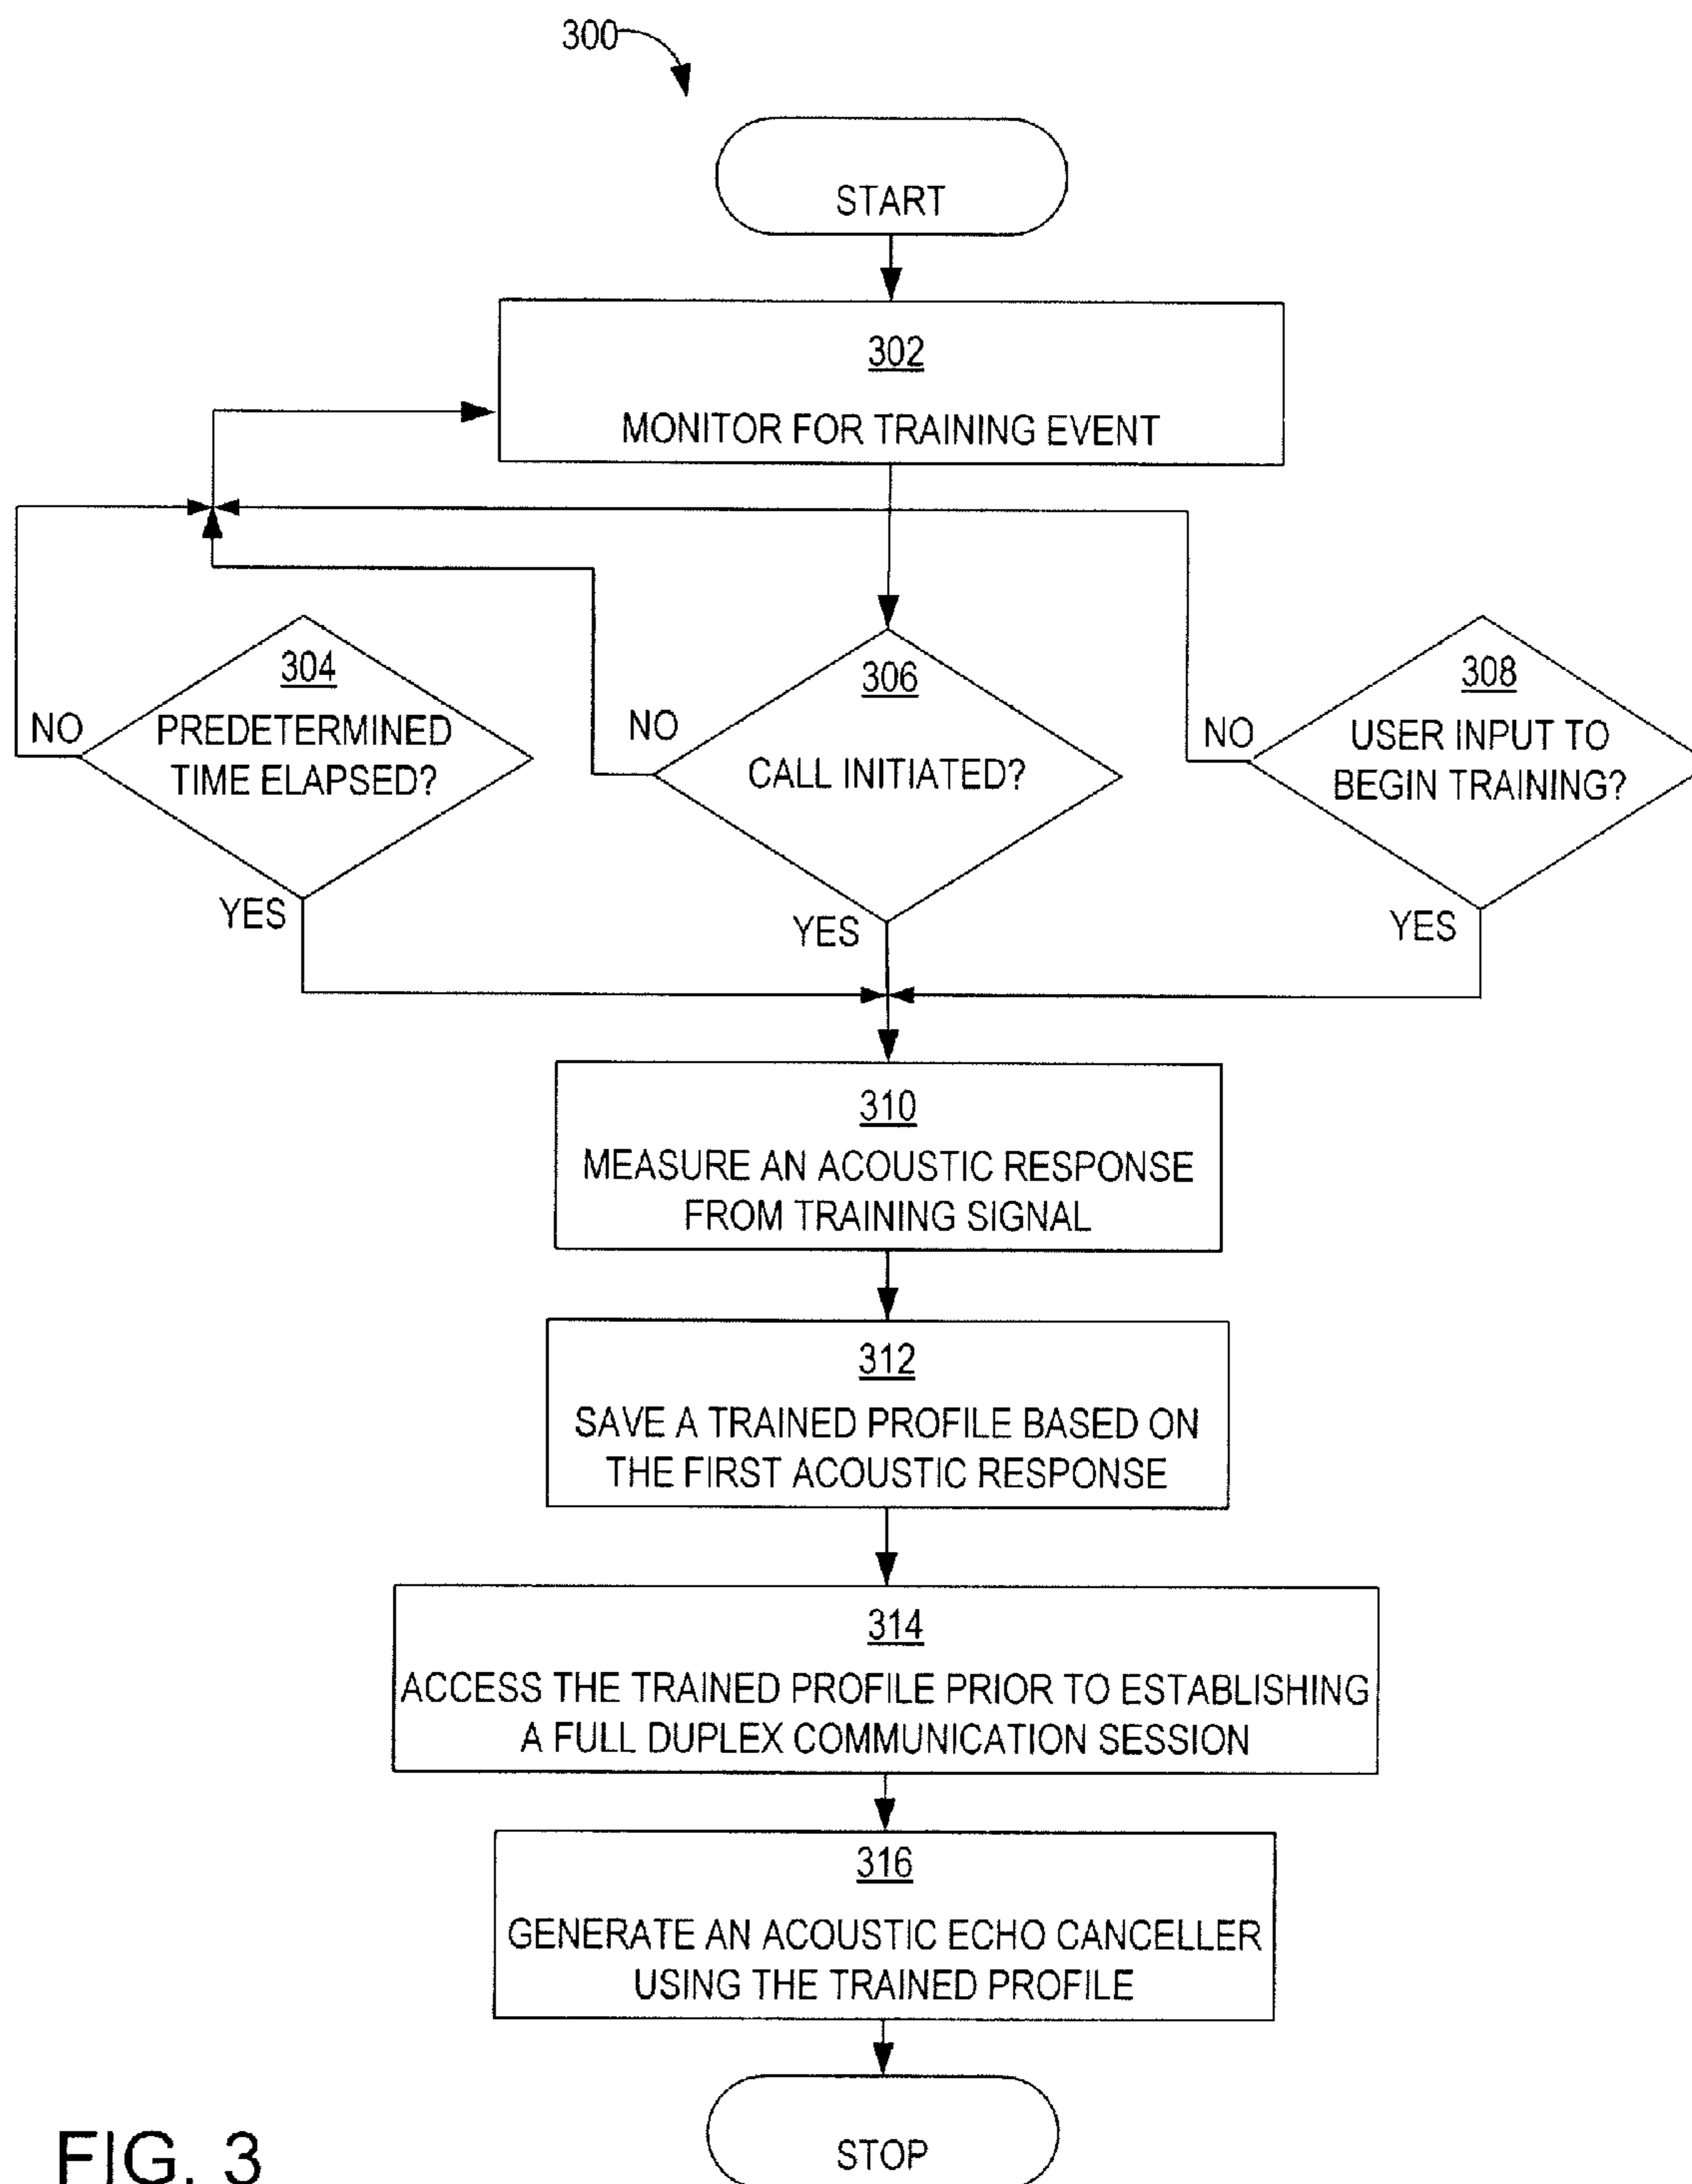 300
START
302
MONITOR FOR TRAINING EVENT
304
PREDETERMINED
TIME ELAPSED?
NO
YES
306
CALL INITIATED?
NO
YES
308
USER INPUT TO
BEGIN TRAINING?
NO
YES
310
MEASURE AN ACOUSTIC RESPONSE
FROM TRAINING SIGNAL
312
SAVE A TRAINED PROFILE BASED ON
THE FIRST ACOUSTIC RESPONSE
314
ACCESS THE TRAINED PROFILE PRIOR TO ESTABLISHING
A FULL DUPLEX COMMUNICATION SESSION
316
GENERATE AN ACOUSTIC ECHO CANCELLER
USING THE TRAINED PROFILE
STOP
FIG. 3